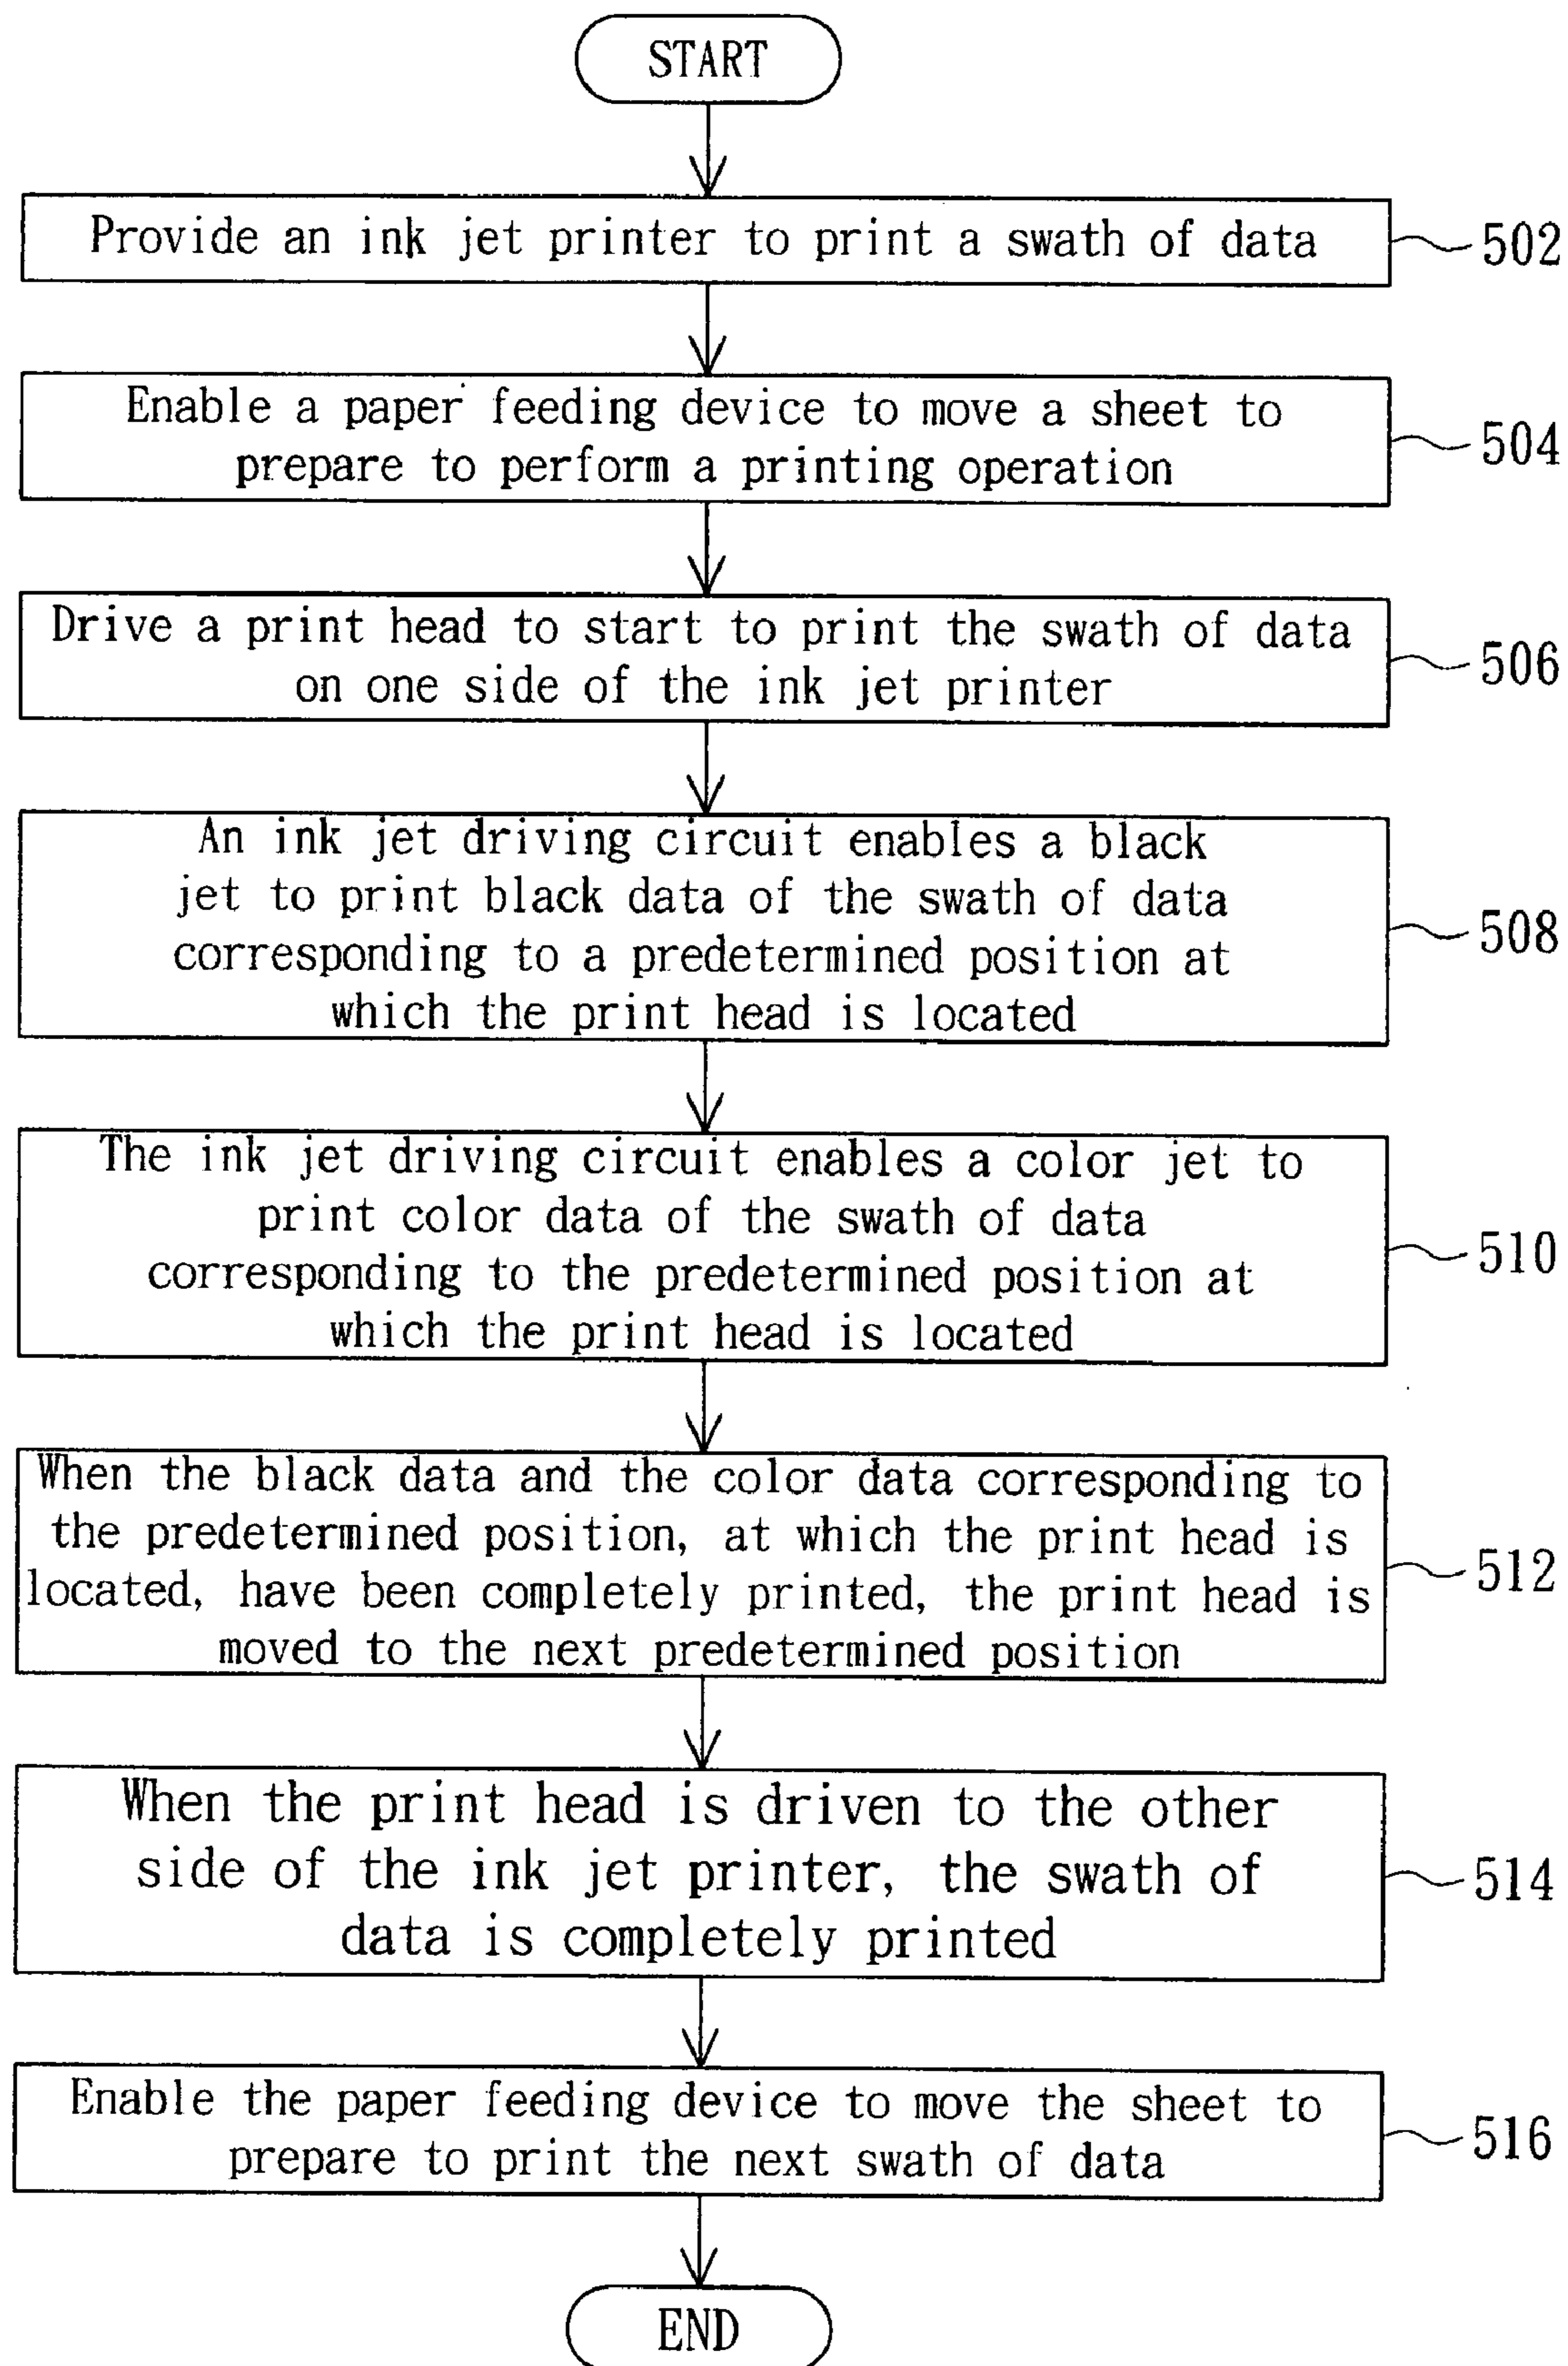 START
Provide an ink jet printer to print a swath of data
502
Enable a paper feeding device to move a sheet to
prepare to perform a printing operation
504
Drive a print head to start to print the swath of data
on one side of the ink jet printer
506
An ink jet driving circuit enables a black
jet to print black data of the swath of data
corresponding to a predetermined position at
which the print head is located
508
The ink jet driving circuit enables a color jet to
print color data of the swath of data
corresponding to the predetermined position at
which the print head is located
510
When the black data and the color data corresponding to
the predetermined position, at which the print head is
located, have been completely printed, the print head is
moved to the next predetermined position
512
When the print head is driven to the other
side of the ink jet printer, the swath of
data is completely printed
514
Enable the paper feeding device to move the sheet to
prepare to print the next swath of data
516
END